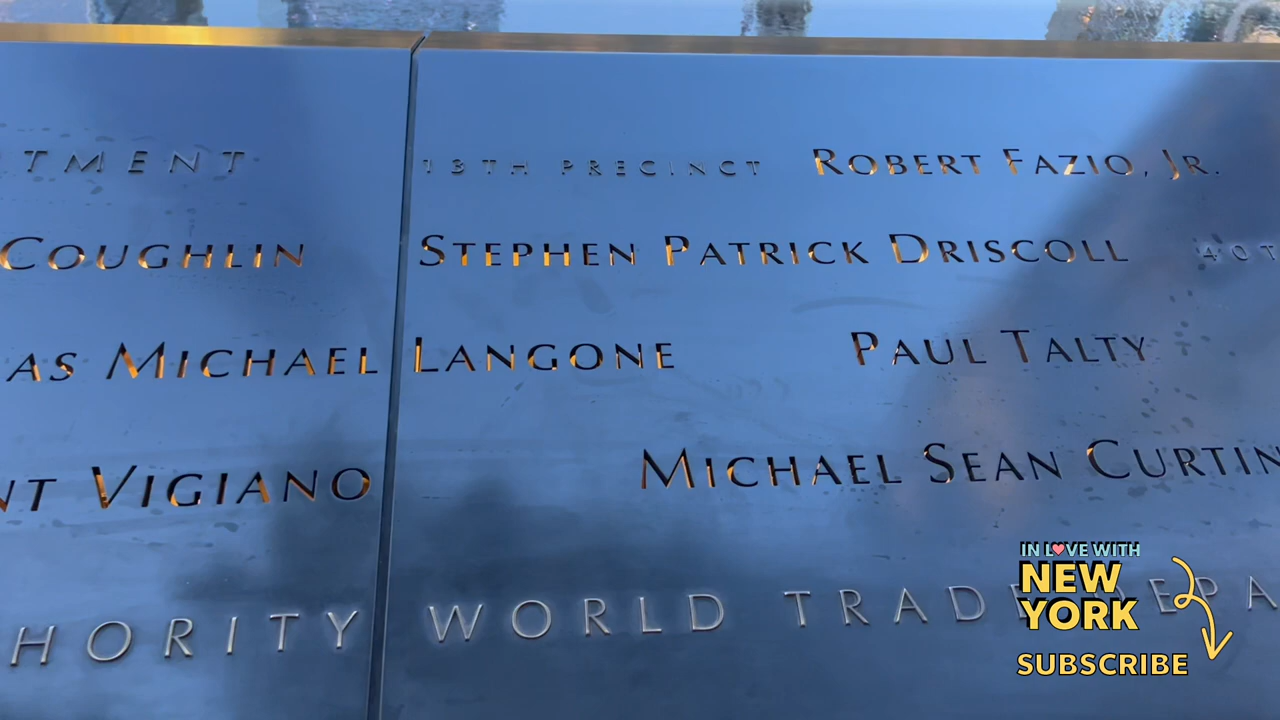 TMENT 13TH PRECINCT ROBERT FAZIO, JR.
COUGHLIN STEPHEN PATRICK DRISCOLL 40T
AS MICHAEL LANGONE PAUL TALTY
NT VIGIANO MICHAEL SEAN CURTIN
HORITY WORLD TRADE
IN LOVE WITH
NEW
YORK
SUBSCRIBE